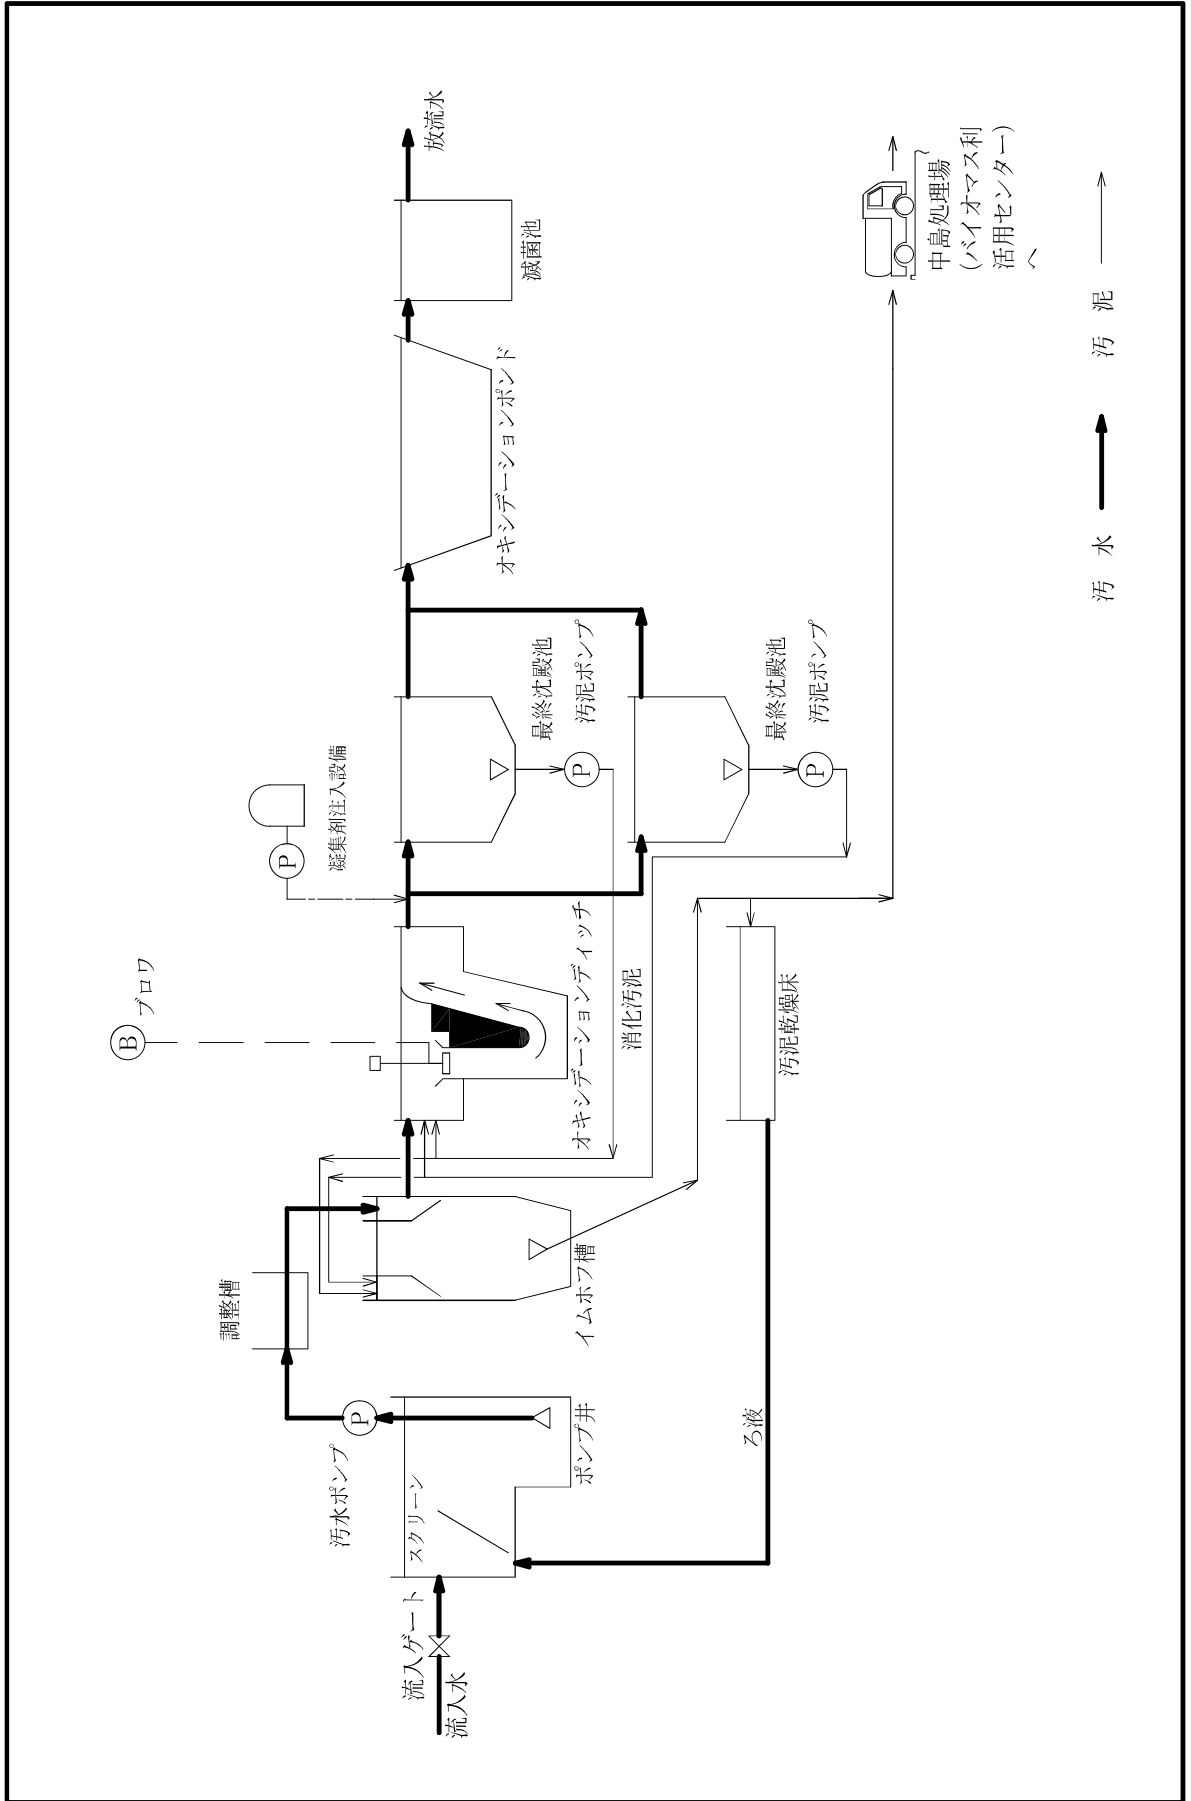 B
ブロワ
凝集剤注入設備
P
調整槽
汚水ポンプ
P
流入ゲート
流入水
スクリーン
ポンプ井
イムホフ槽
オキシデーションディッチ
消化汚泥
最終沈殿池
汚泥ポンプ
P
オキシデーションポンド
滅菌池
放流水
最終沈殿池
汚泥ポンプ
P
汚泥乾燥床
ろ液
中島処理場
(バイオマス利
活用センター)
へ
汚 水
汚 泥